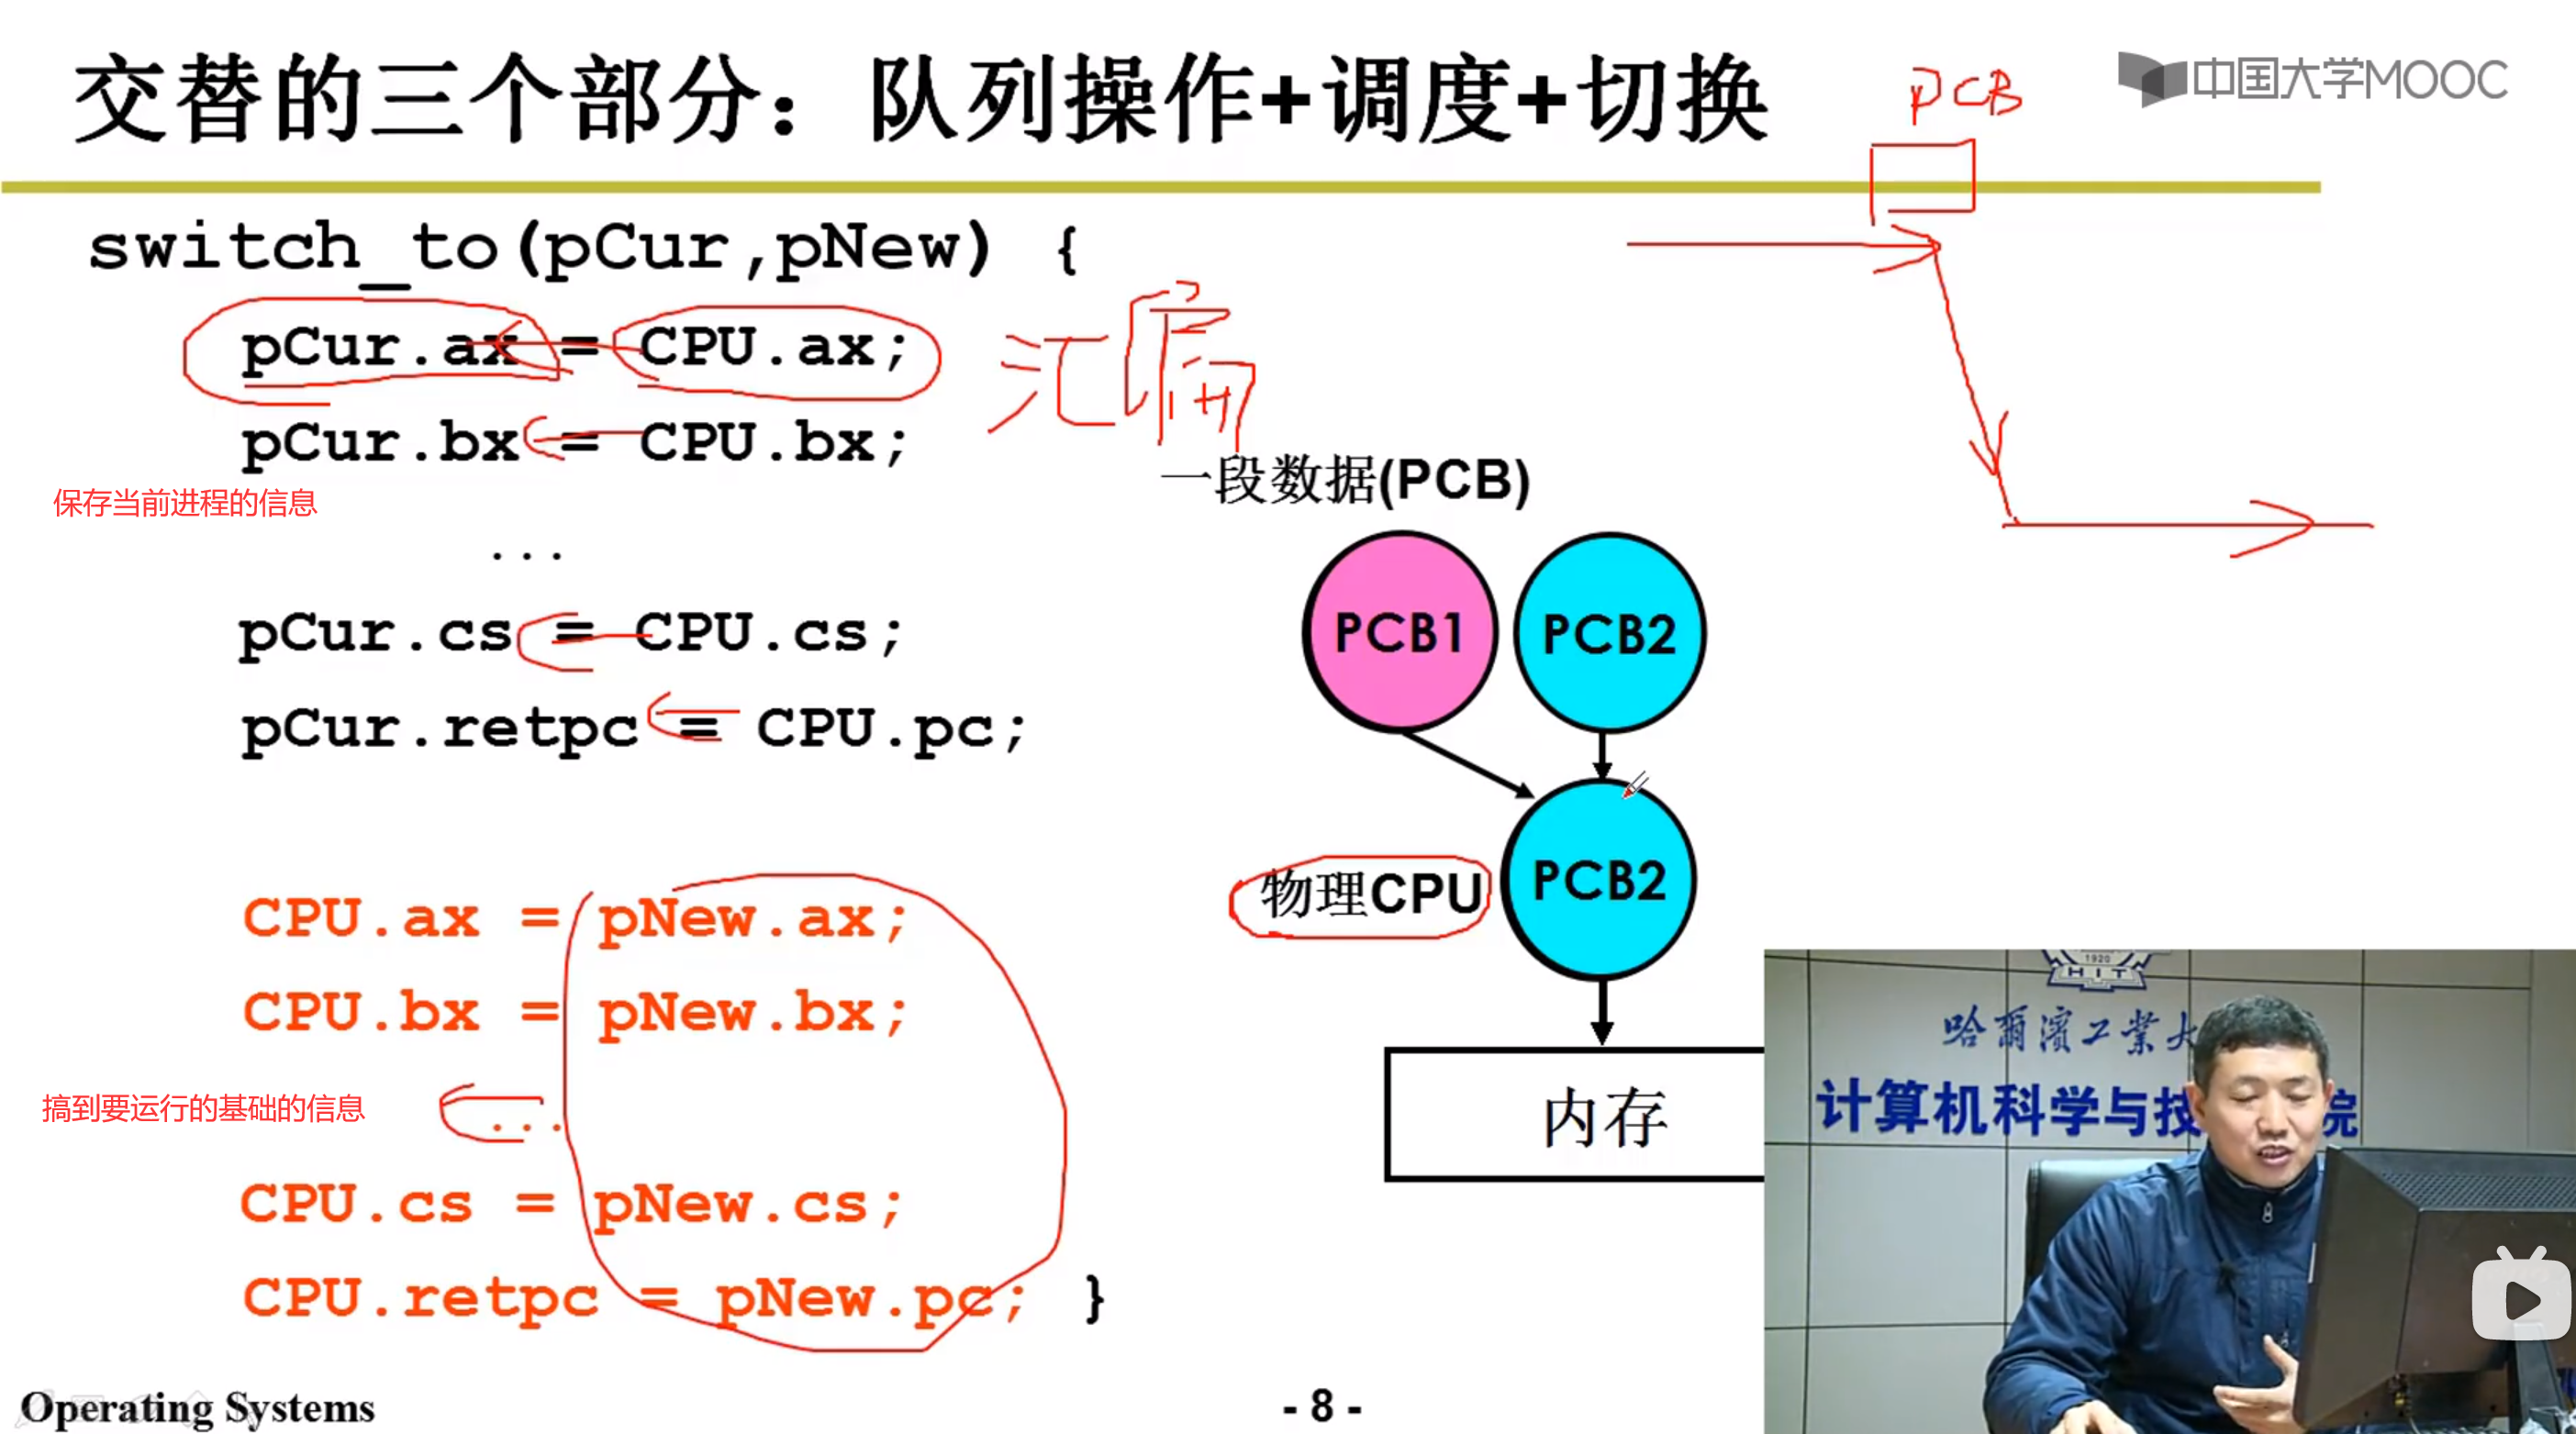 交替的三个部分：队列操作+调度+切换
中国大学MOOC
PCB
switch_to(pCur,pNew) {
pCur.ax = CPU.ax;
汇编
pCur.bx = CPU.bx;
保存当前进程的信息
一段数据(PCB)
...
PCB1
PCB2
pCur.cs = CPU.cs;
pCur.retpc = CPU.pc;
物理CPU
PCB2
CPU.ax = pNew.ax;
CPU.bx = pNew.bx;
搞到要运行的基础的信息
...
内存
CPU.cs = pNew.cs;
CPU.retpc = pNew.pc; }
1920
HIT
哈爾濱工業大
计算机科学与技
院
Operating Systems
- 8 -